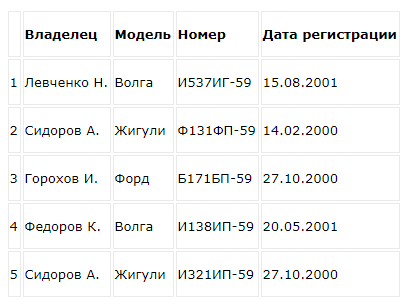 Владелец Модель Номер Дата регистрации
1 Левченко Н. Волга И537ИГ-59 15.08.2001
2 Сидоров А. Жигули Ф131ФП-59 14.02.2000
3 Горохов И. Форд Б171БП-59 27.10.2000
4 Федоров К. Волга И138ИП-59 20.05.2001
5 Сидоров А. Жигули И321ИП-59 27.10.2000